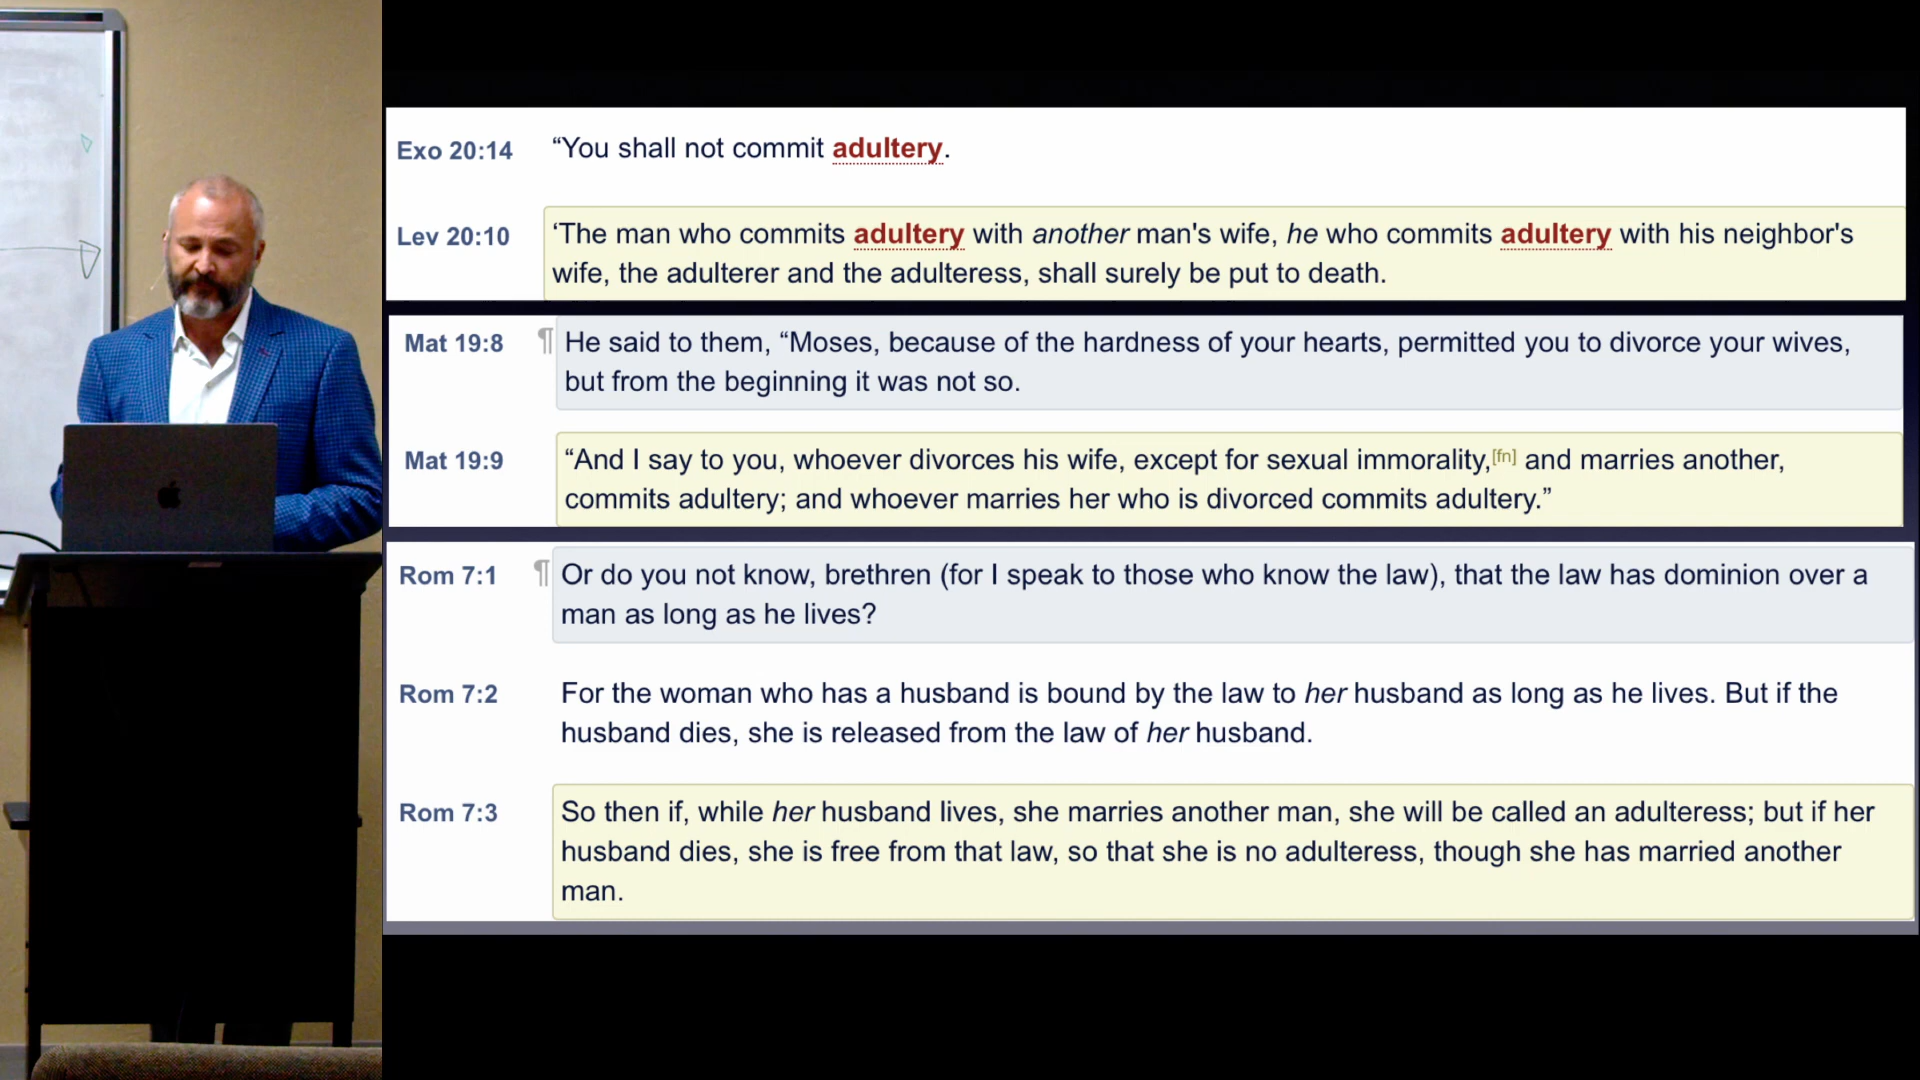 Exo 20:14 “You shall not commit adultery.
Lev 20:10 ‘The man who commits adultery with another man's wife, he who commits adultery with his neighbor's
wife, the adulterer and the adulteress, shall surely be put to death.
Mat 19:8 ¶ He said to them, “Moses, because of the hardness of your hearts, permitted you to divorce your wives,
but from the beginning it was not so.
Mat 19:9 “And I say to you, whoever divorces his wife, except for sexual immorality,[fn] and marries another,
commits adultery; and whoever marries her who is divorced commits adultery.”
Rom 7:1 ¶ Or do you not know, brethren (for I speak to those who know the law), that the law has dominion over a
man as long as he lives?
Rom 7:2 For the woman who has a husband is bound by the law to her husband as long as he lives. But if the
husband dies, she is released from the law of her husband.
Rom 7:3 So then if, while her husband lives, she marries another man, she will be called an adulteress; but if her
husband dies, she is free from that law, so that she is no adulteress, though she has married another
man.